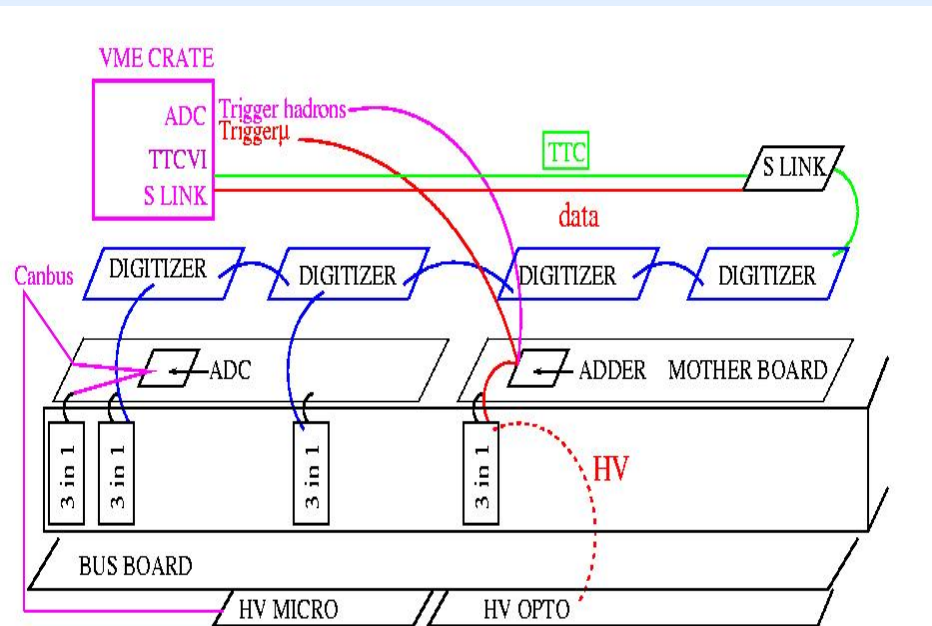 VME CRATE
ADC
TTCVI
S LINK
Trigger hadrons
Triggerμ
TTC
data
S LINK
Canbus
DIGITIZER
DIGITIZER
DIGITIZER
DIGITIZER
ADC
ADDER
MOTHER BOARD
3 in 1
3 in 1
3 in 1
3 in 1
HV
BUS BOARD
HV MICRO
HV OPTO